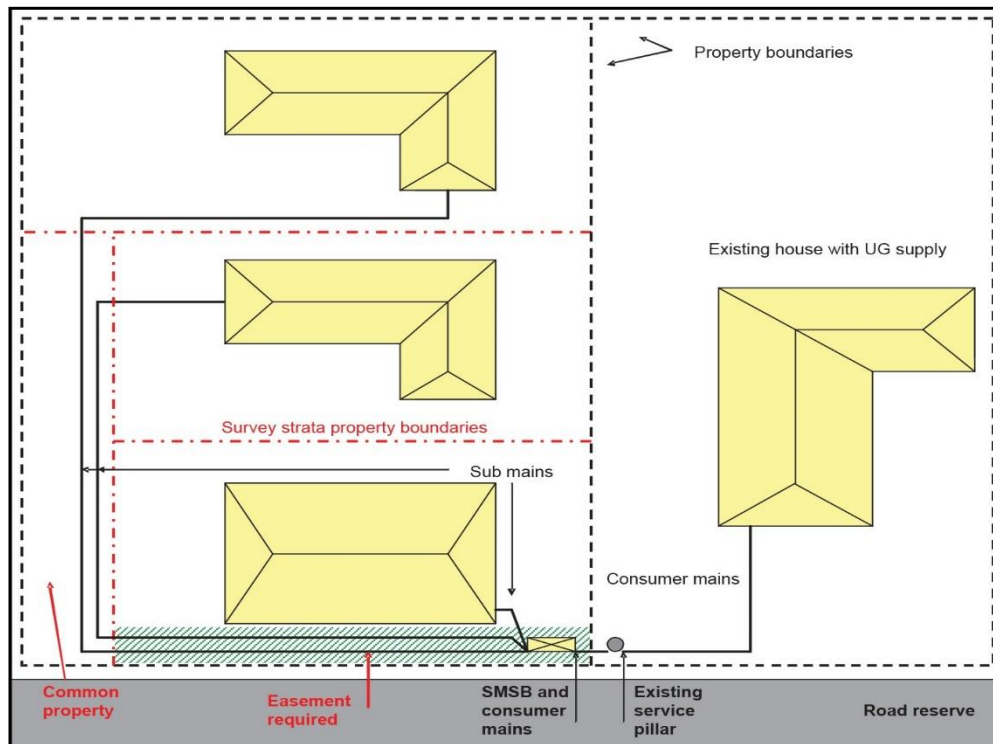 Property boundaries
Existing house with UG supply
Survey strata property boundaries
Sub mains
Consumer mains
Common
property
Easement
required
SMSB and
consumer
mains
Existing
service
pillar
Road reserve